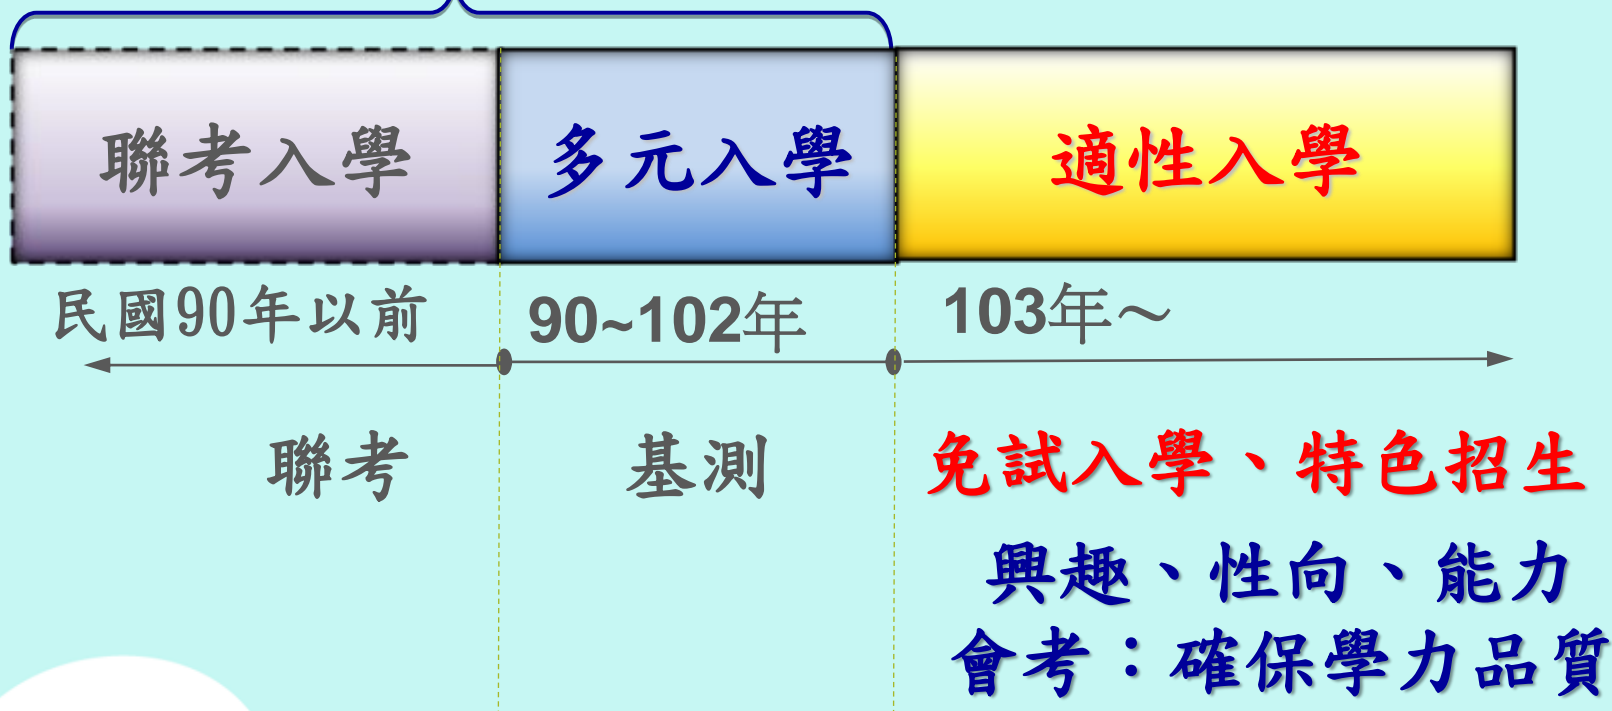 聯考入學 多元入學 適性入學
民國90年以前 90~102年 103年～
聯考 基測 免試入學、特色招生
興趣、性向、能力
會考：確保學力品質